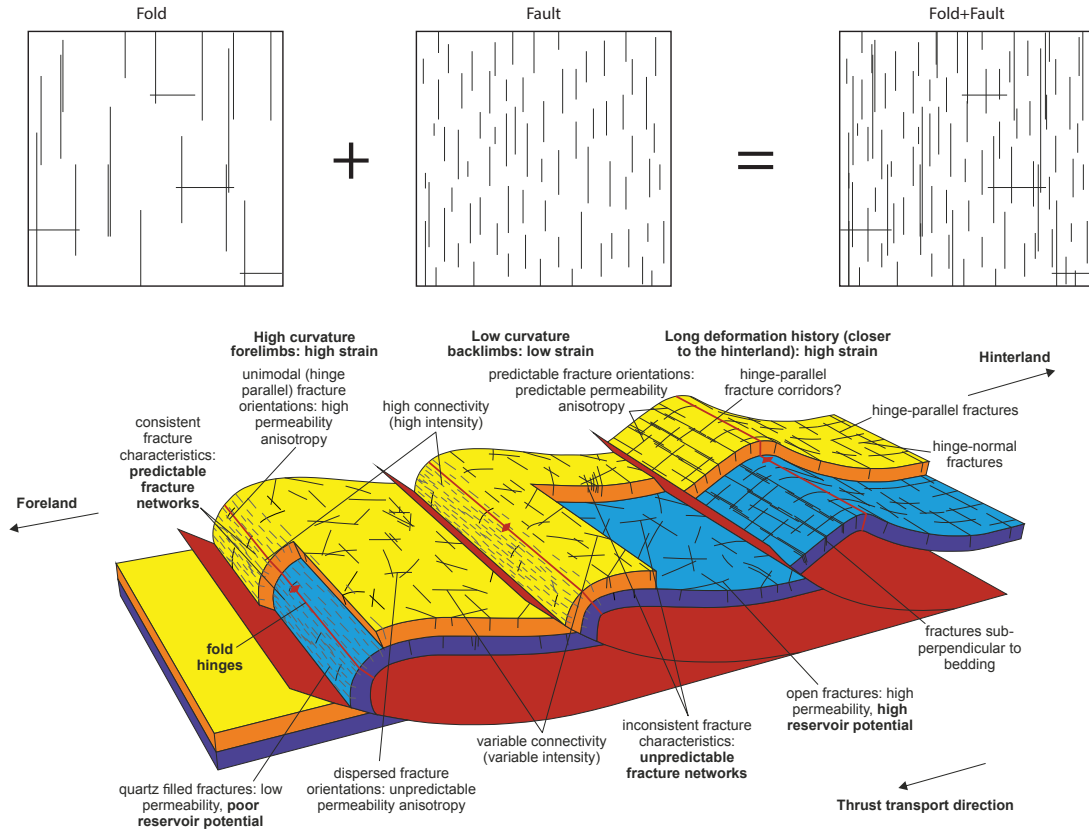 Fold
Fault
Fold+Fault
+
=
High curvature
forelimbs: high strain
unimodal (hinge
parallel) fracture
orientations: high
permeability
anisotropy
Low curvature
backlimbs: low strain
Long deformation history (closer
to the hinterland): high strain
predictable fracture orientations:
predictable permeability
anisotropy
hinge-parallel
fracture corridors?
Hinterland
high connectivity
(high intensity)
hinge-parallel fractures
hinge-normal
fractures
consistent
fracture
characteristics:
predictable
fracture
networks
Foreland
fold
hinges
fractures sub-
perpendicular to
bedding
open fractures: high
permeability, high
reservoir potential
inconsistent fracture
characteristics:
unpredictable
fracture networks
variable connectivity
(variable intensity)
dispersed fracture
orientations: unpredictable
permeability anisotropy
quartz filled fractures: low
permeability, poor
reservoir potential
Thrust transport direction